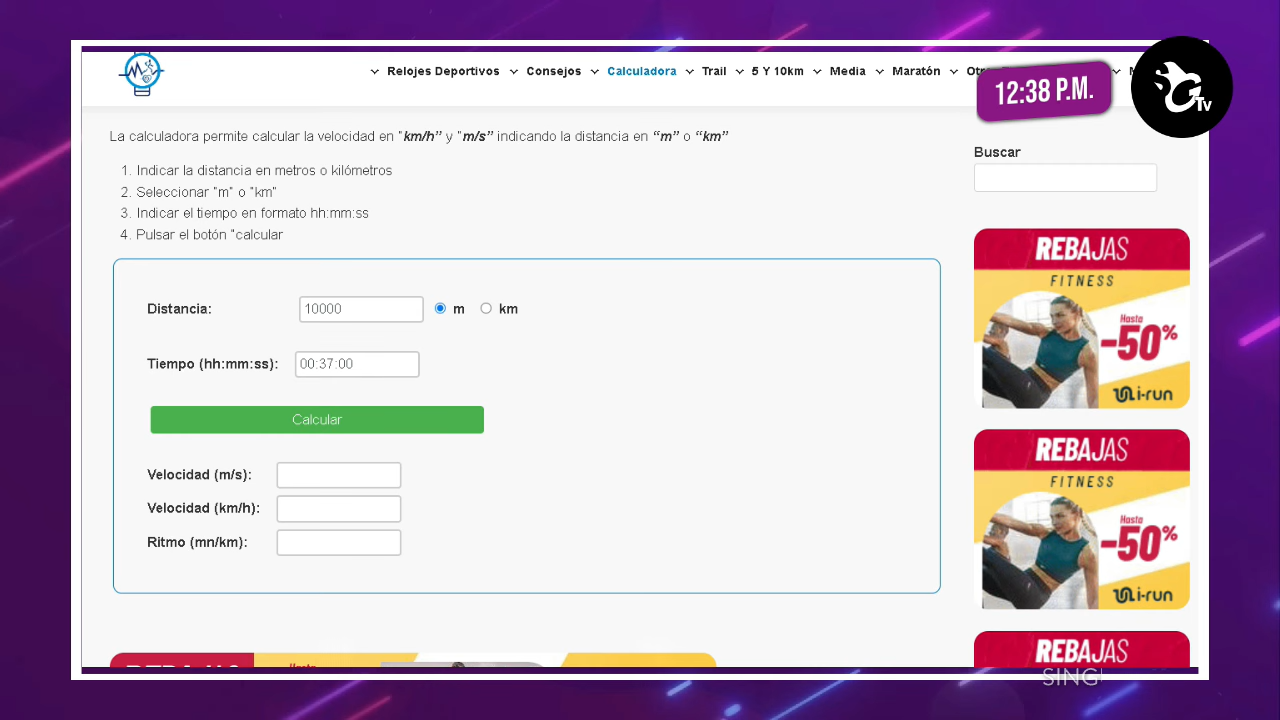 Relojes Deportivos
Consejos
Calculadora
Trail
5 Y 10km
Media
Maratón
12:38 P.M.
G Tv
La calculadora permite calcular la velocidad en "km/h” y "m/s” indicando la distancia en “m” o “km”
1. Indicar la distancia en metros o kilómetros
2. Seleccionar "m" o "km"
3. Indicar el tiempo en formato hh:mm:ss
4. Pulsar el botón "calcular
Buscar
Distancia: 10000 m km
Tiempo (hh:mm:ss): 00:37:00
Calcular
Velocidad (m/s):
Velocidad (km/h):
Ritmo (mn/km):
REBAJAS
FITNESS
Hasta
-50%
i-run
REBAJAS
FITNESS
Hasta
-50%
i-run
REBAJAS
REBAJAS
Hasta
SING